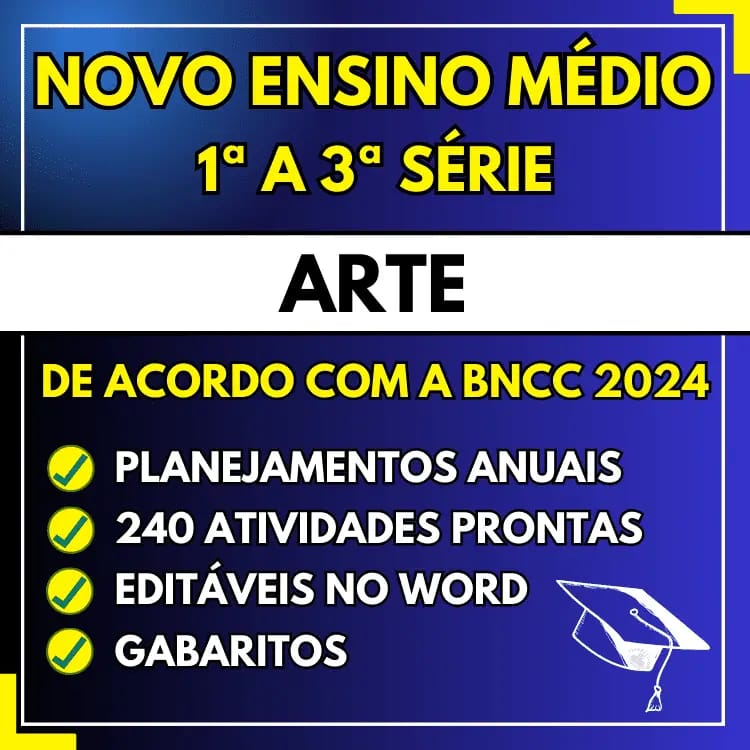 NOVO ENSINO MÉDIO
1ª A 3ª SÉRIE
ARTE
DE ACORDO COM A BNCC 2024
PLANEJAMENTOS ANUAIS
240 ATIVIDADES PRONTAS
EDITÁVEIS NO WORD
GABARITOS